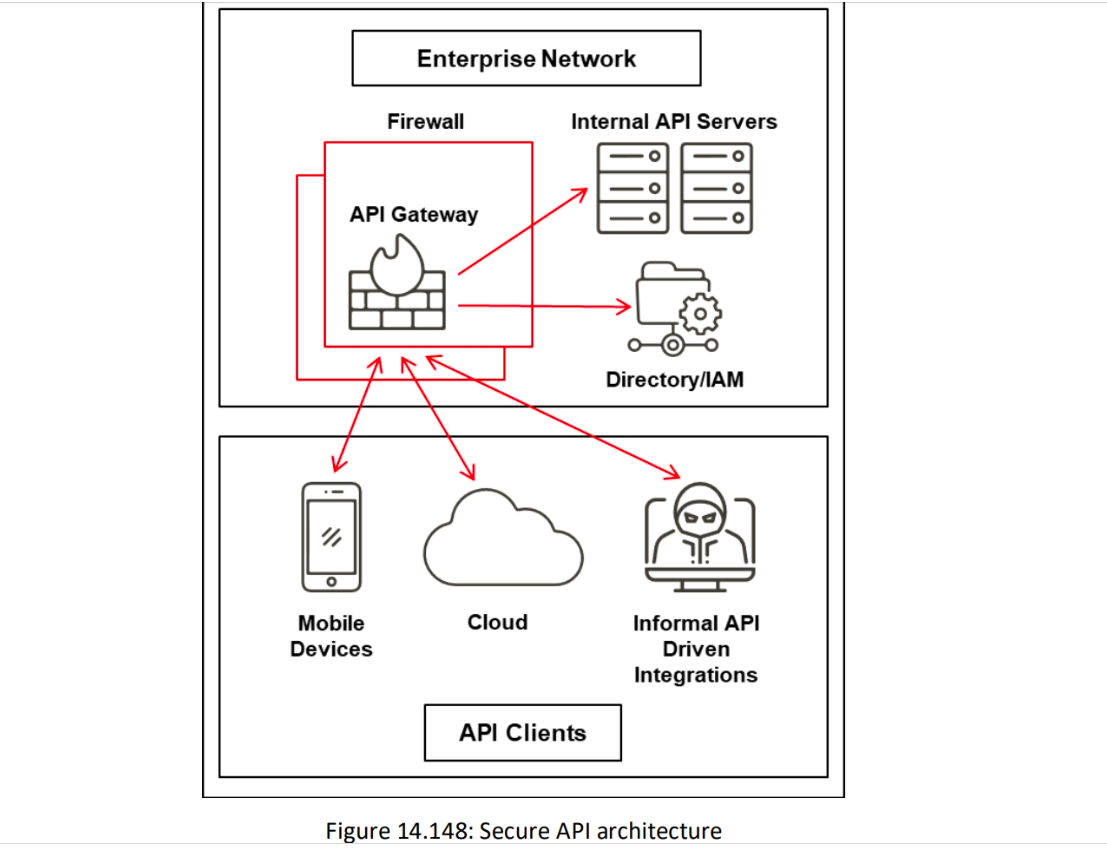 Enterprise Network
Firewall
Internal API Servers
API Gateway
Directory/IAM
Mobile
Devices
Cloud
Informal API
Driven
Integrations
API Clients
Figure 14.148: Secure API architecture